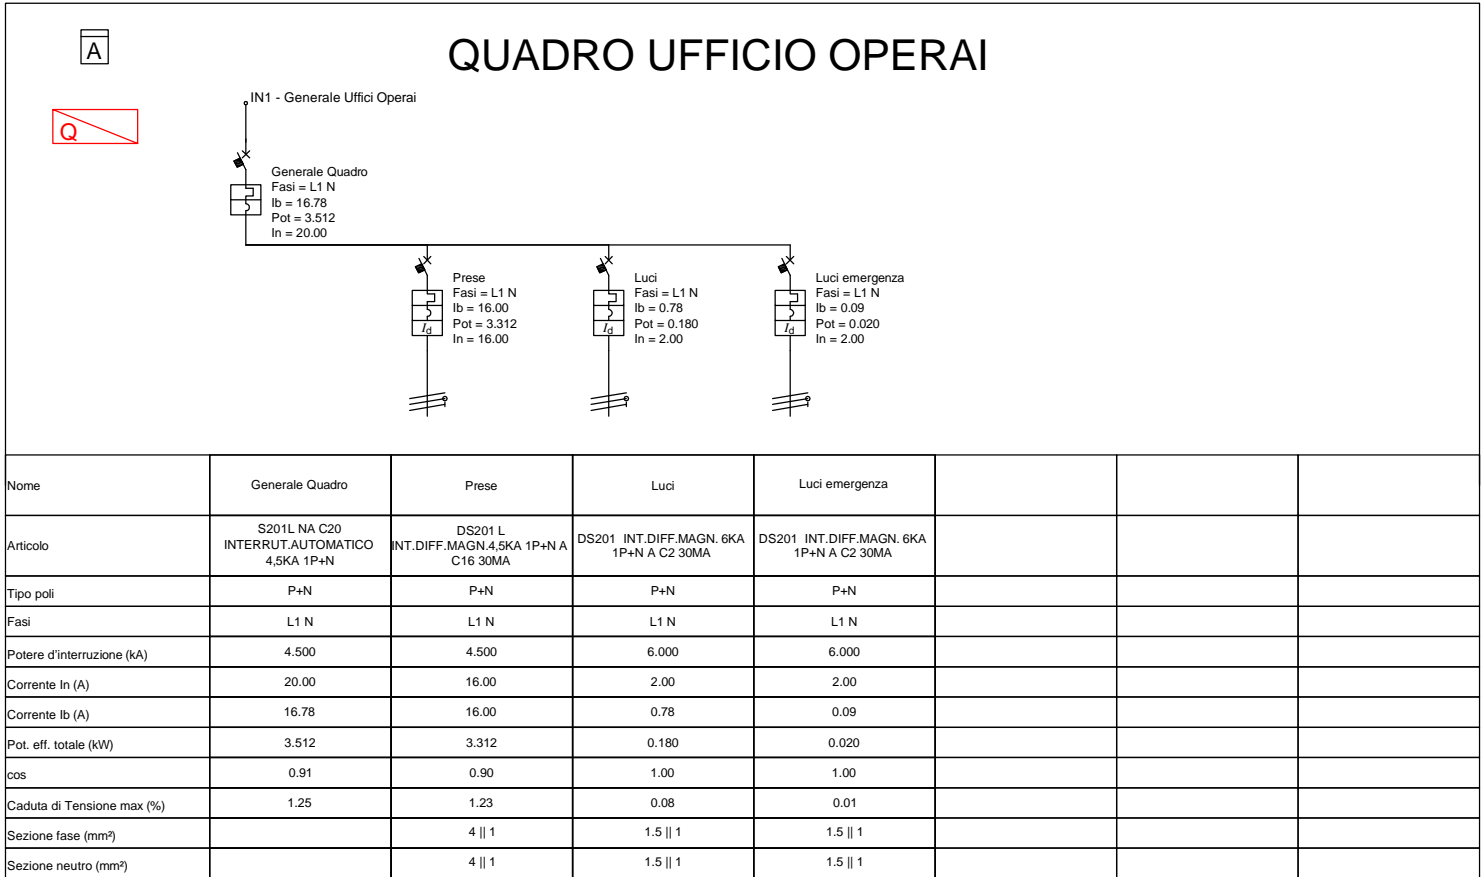 A
QUADRO UFFICIO OPERAI
Q
IN1 - Generale Uffici Operai
Generale Quadro
Fasi = L1 N
Ib = 16.78
Pot = 3.512
In = 20.00
Prese
Fasi = L1 N
Ib = 16.00
Pot = 3.312
In = 16.00
Id
Luci
Fasi = L1 N
Ib = 0.78
Pot = 0.180
In = 2.00
Id
Luci emergenza
Fasi = L1 N
Ib = 0.09
Pot = 0.020
In = 2.00
Id
Nome Generale Quadro Prese Luci Luci emergenza
Articolo
S201L NA C20
INTERRUT.AUTOMATICO
4,5KA 1P+N
DS201 L
INT.DIFF.MAGN.4,5KA 1P+N A
C16 30MA
DS201 INT.DIFF.MAGN. 6KA
1P+N A C2 30MA
DS201 INT.DIFF.MAGN. 6KA
1P+N A C2 30MA
Tipo poli P+N P+N P+N P+N
Fasi L1 N L1 N L1 N L1 N
Potere d'interruzione (kA) 4.500 4.500 6.000 6.000
Corrente In (A) 20.00 16.00 2.00 2.00
Corrente Ib (A) 16.78 16.00 0.78 0.09
Pot. eff. totale (kW) 3.512 3.312 0.180 0.020
cos 0.91 0.90 1.00 1.00
Caduta di Tensione max (%) 1.25 1.23 0.08 0.01
Sezione fase (mm²) 4 || 1 1.5 || 1 1.5 || 1
Sezione neutro (mm²) 4 || 1 1.5 || 1 1.5 || 1